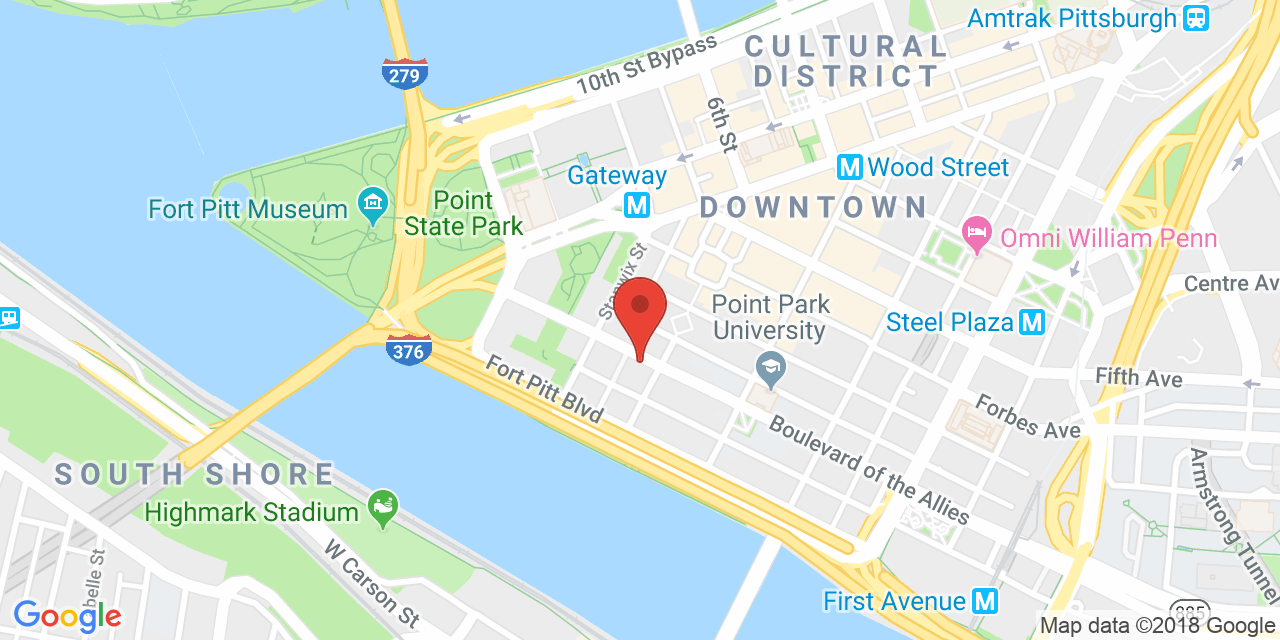 Amtrak Pittsburgh
CULTURAL
DISTRICT
279
10th St Bypass
6th St
Gateway
M
M
Wood Street
Fort Pitt Museum
Point
State Park
DOWNTOWN
Omni William Penn
Stanwix St
Centre Av
Point Park
University
Steel Plaza
M
376
Fort Pitt Blvd
Fifth Ave
Forbes Ave
Boulevard of the Allies
SOUTH SHORE
Highmark Stadium
Armstrong Tunnel
W Carson St
belle St
First Avenue
M
885
Google
Map data ©2018 Google